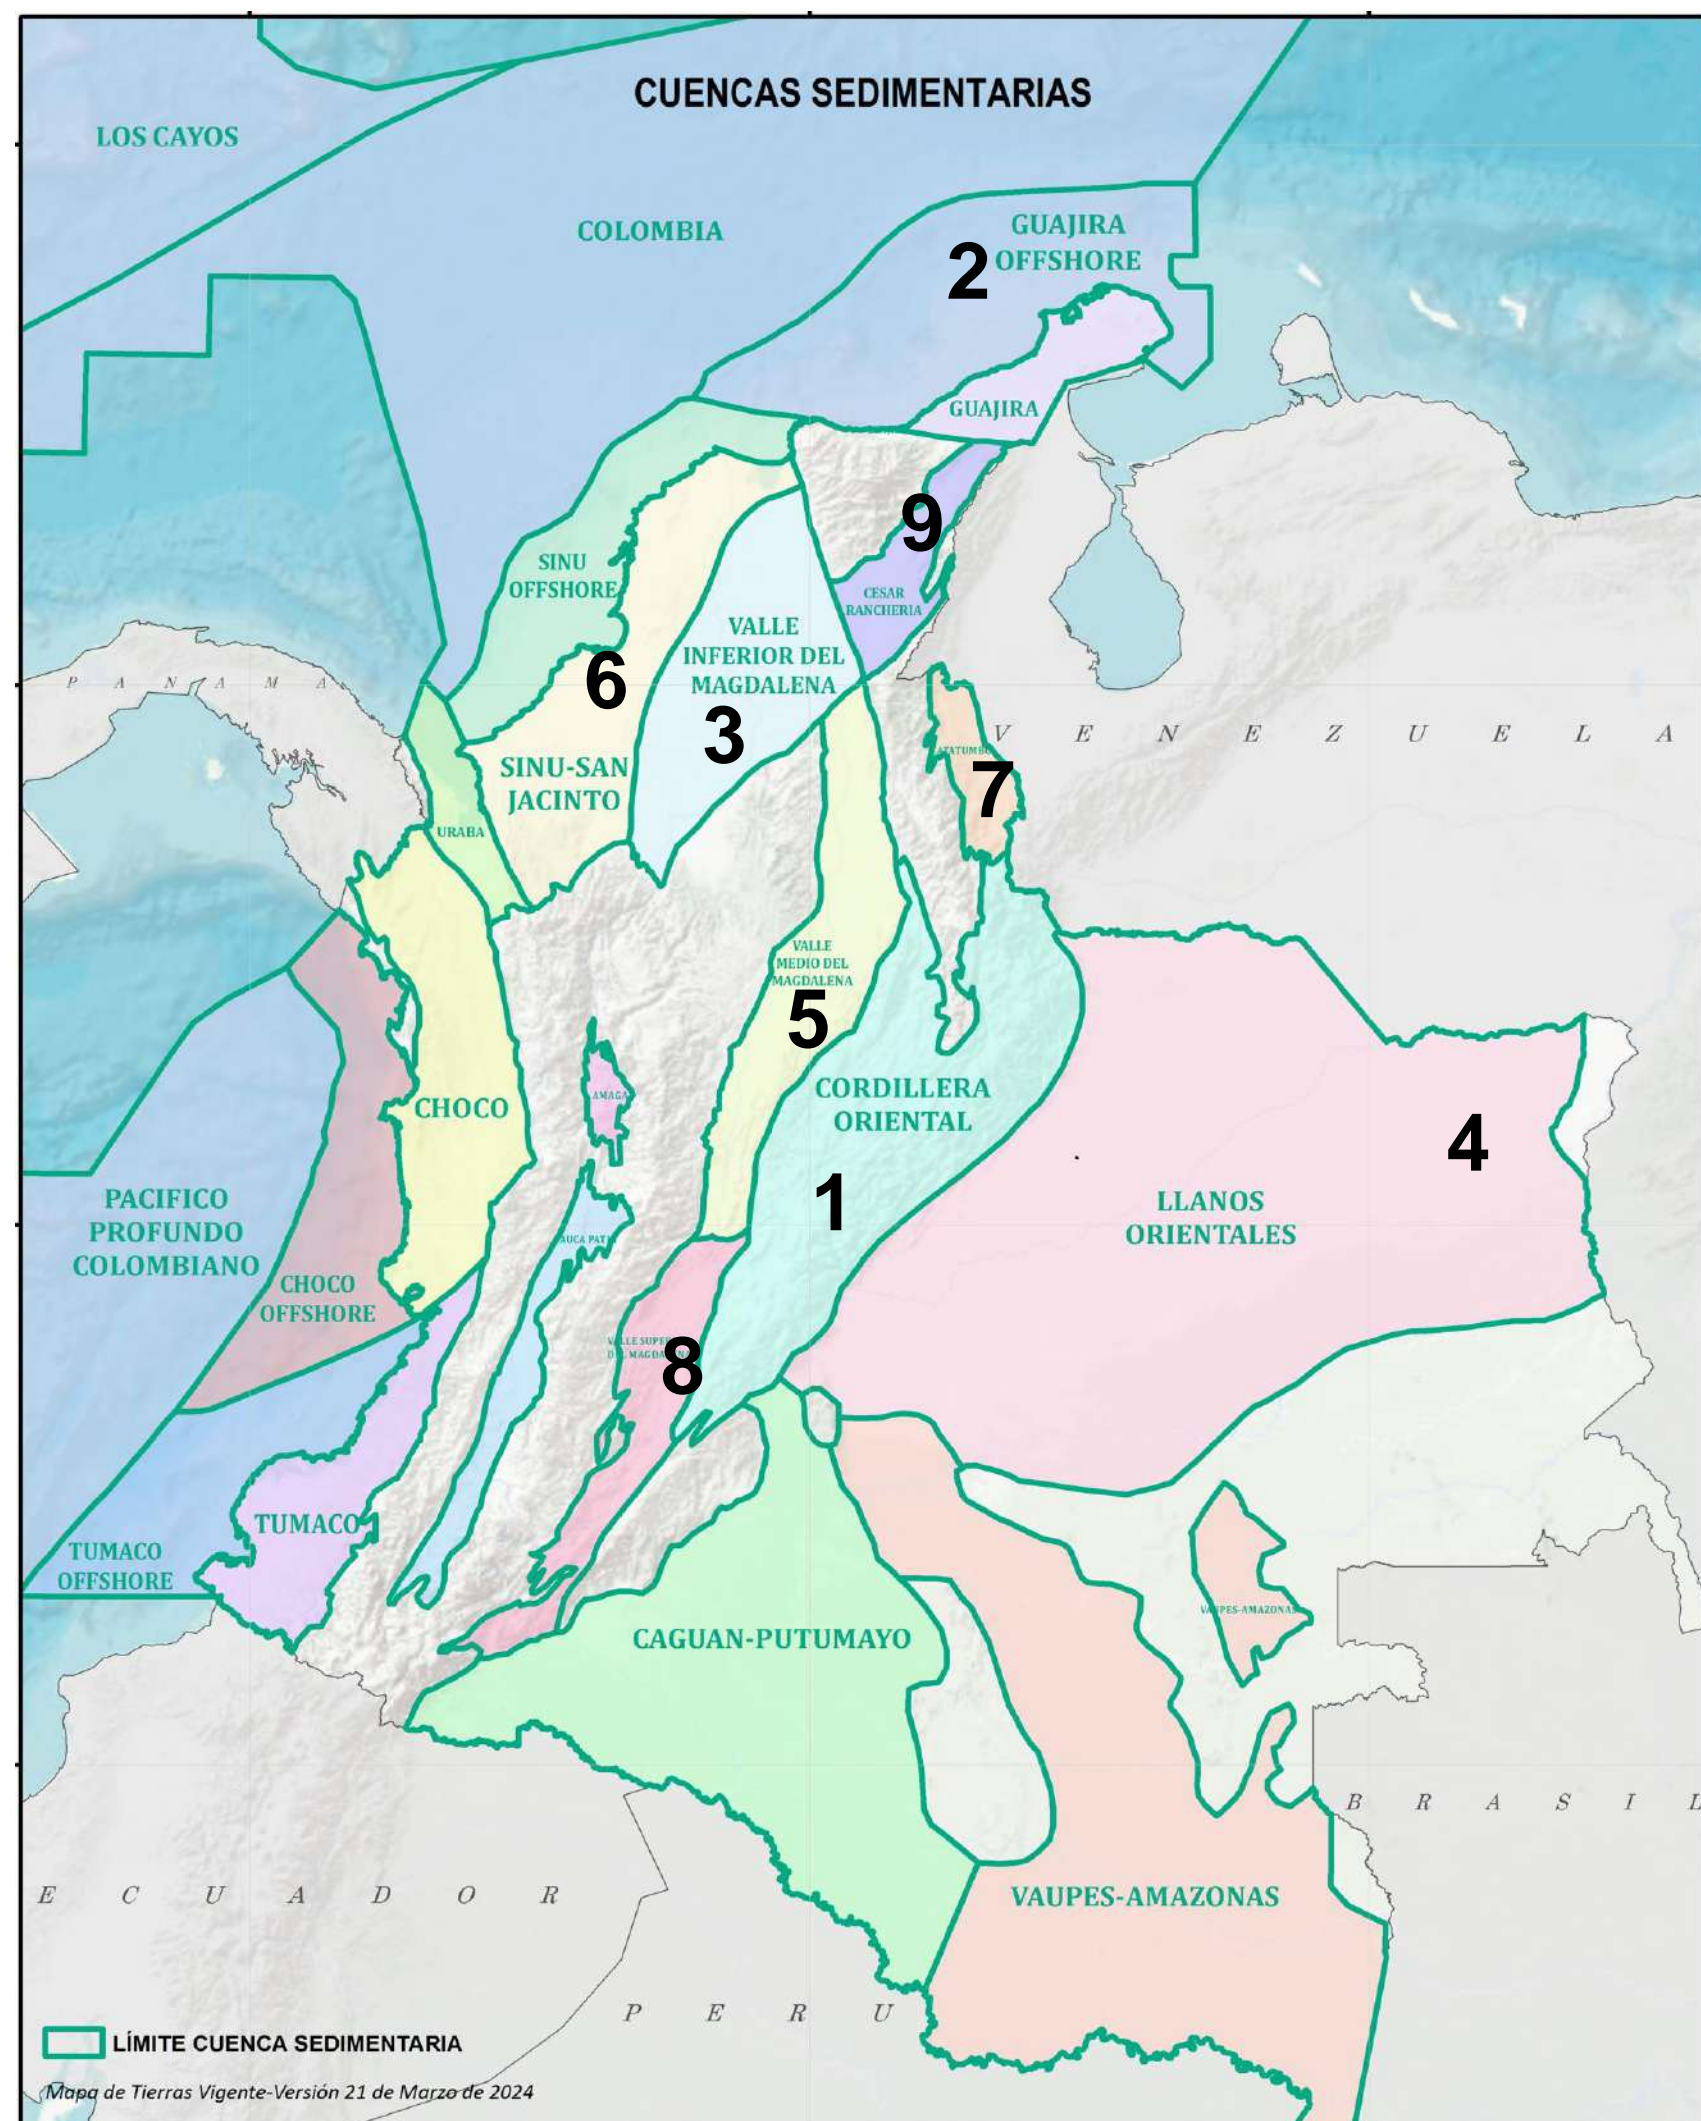 CUENCAS SEDIMENTARIAS
LOS CAYOS
COLOMBIA
GUAJIRA
OFFSHORE
2
GUAJIRA
9
SINU
OFFSHORE
CESAR
RANCHERIA
VALLE
INFERIOR DEL
MAGDALENA
6
3
P A N A M A
V E N E Z U E L A
7
SINU-SAN
JACINTO
URABA
VALLE
MEDIO DEL
MAGDALENA
5
CORDILLERA
ORIENTAL
AMAGA
CHOCO
4
1
LLANOS
ORIENTALES
PACIFICO
PROFUNDO
COLOMBIANO
CHOCO
OFFSHORE
8
TUMACO
TUMACO
OFFSHORE
VAUPES-AMAZONAS
CAGUAN-PUTUMAYO
B R A S I L
E C U A D O R
VAUPES-AMAZONAS
P E R U
LÍMITE CUENCA SEDIMENTARIA
Mapa de Tierras Vigente-Versión 21 de Marzo de 2024